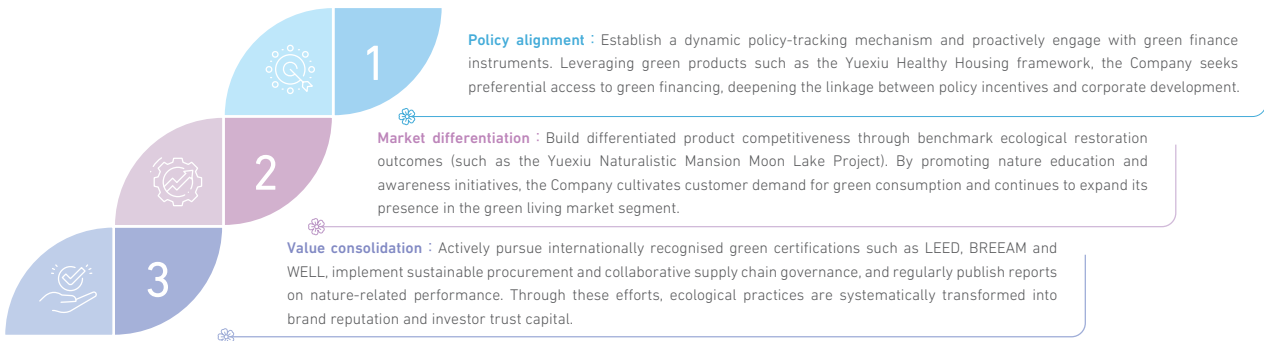 1
Policy alignment : Establish a dynamic policy-tracking mechanism and proactively engage with green finance
instruments. Leveraging green products such as the Yuexiu Healthy Housing framework, the Company seeks
preferential access to green financing, deepening the linkage between policy incentives and corporate development.
2
Market differentiation : Build differentiated product competitiveness through benchmark ecological restoration
outcomes (such as the Yuexiu Naturalistic Mansion Moon Lake Project). By promoting nature education and
awareness initiatives, the Company cultivates customer demand for green consumption and continues to expand its
presence in the green living market segment.
3
Value consolidation : Actively pursue internationally recognised green certifications such as LEED, BREEAM and
WELL, implement sustainable procurement and collaborative supply chain governance, and regularly publish reports
on nature-related performance. Through these efforts, ecological practices are systematically transformed into
brand reputation and investor trust capital.